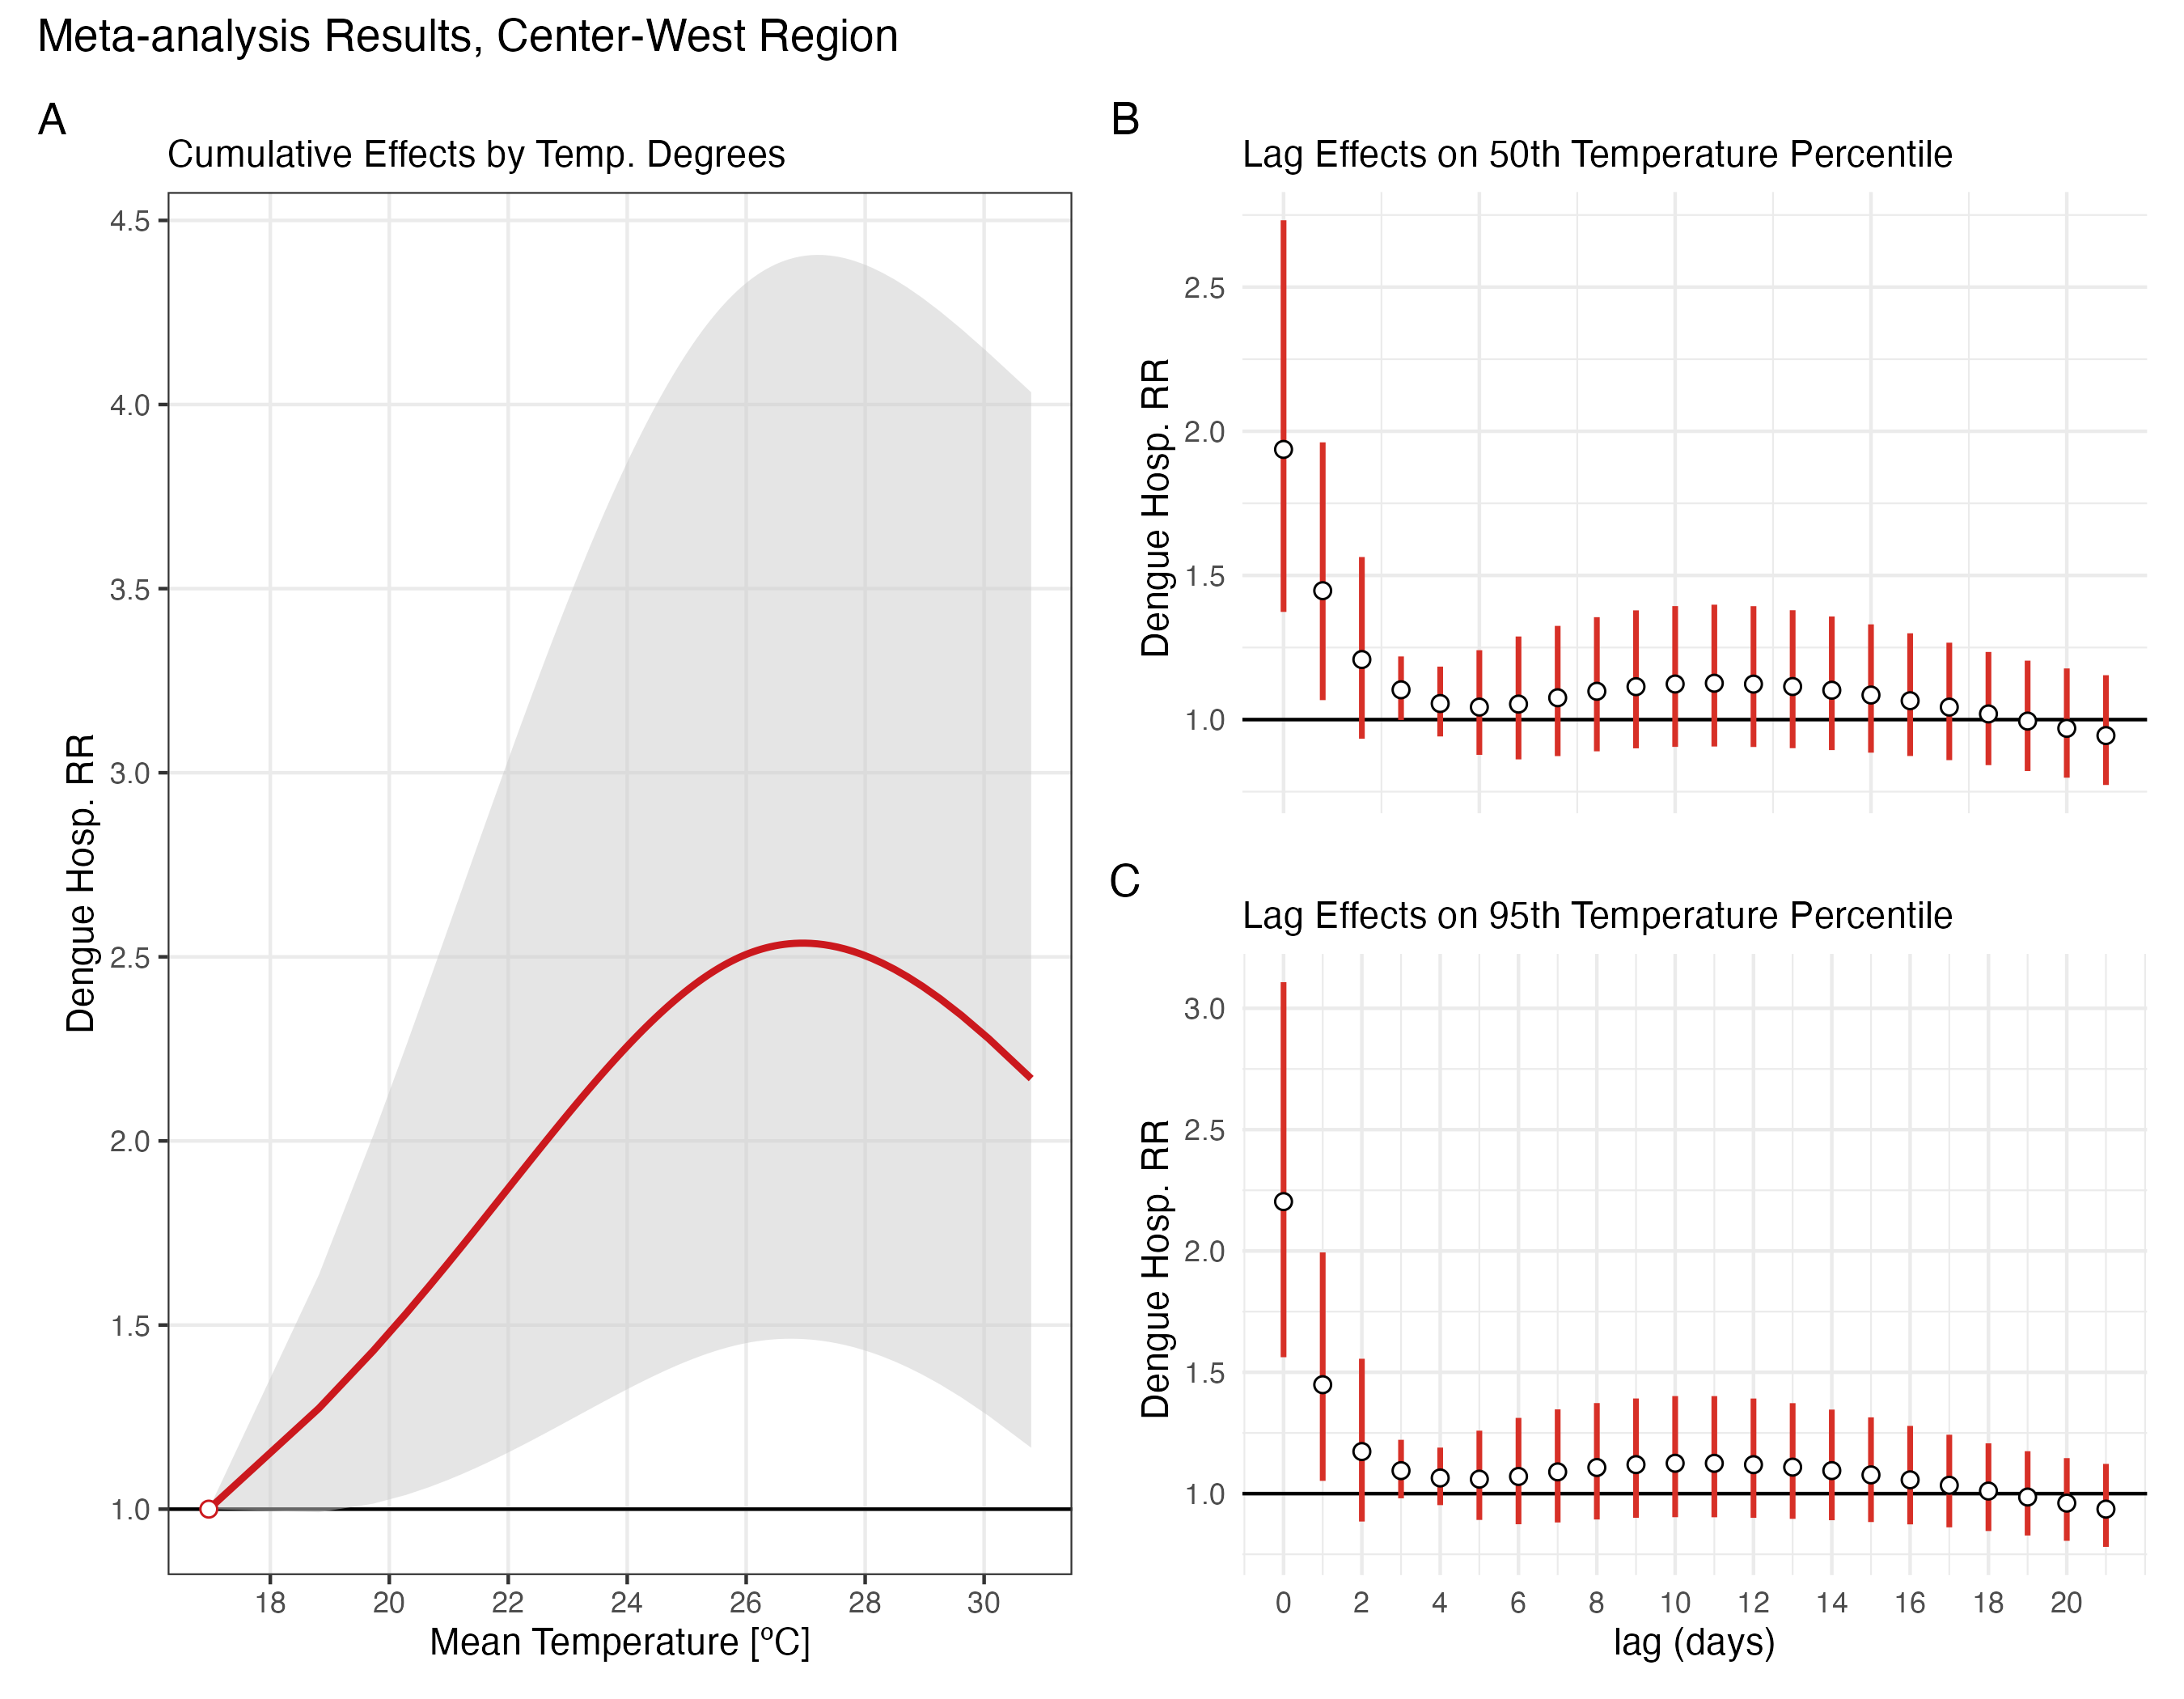 Meta-analysis Results, Center-West Region
A
Cumulative Effects by Temp. Degrees
Dengue Hosp. RR
4.5
4.0
3.5
3.0
2.5
2.0
1.5
1.0
18 20 22 24 26 28 30
Mean Temperature [ºC]
B
Lag Effects on 50th Temperature Percentile
Dengue Hosp. RR
2.5
2.0
1.5
1.0
C
Lag Effects on 95th Temperature Percentile
Dengue Hosp. RR
3.0
2.5
2.0
1.5
1.0
0 2 4 6 8 10 12 14 16 18 20
lag (days)